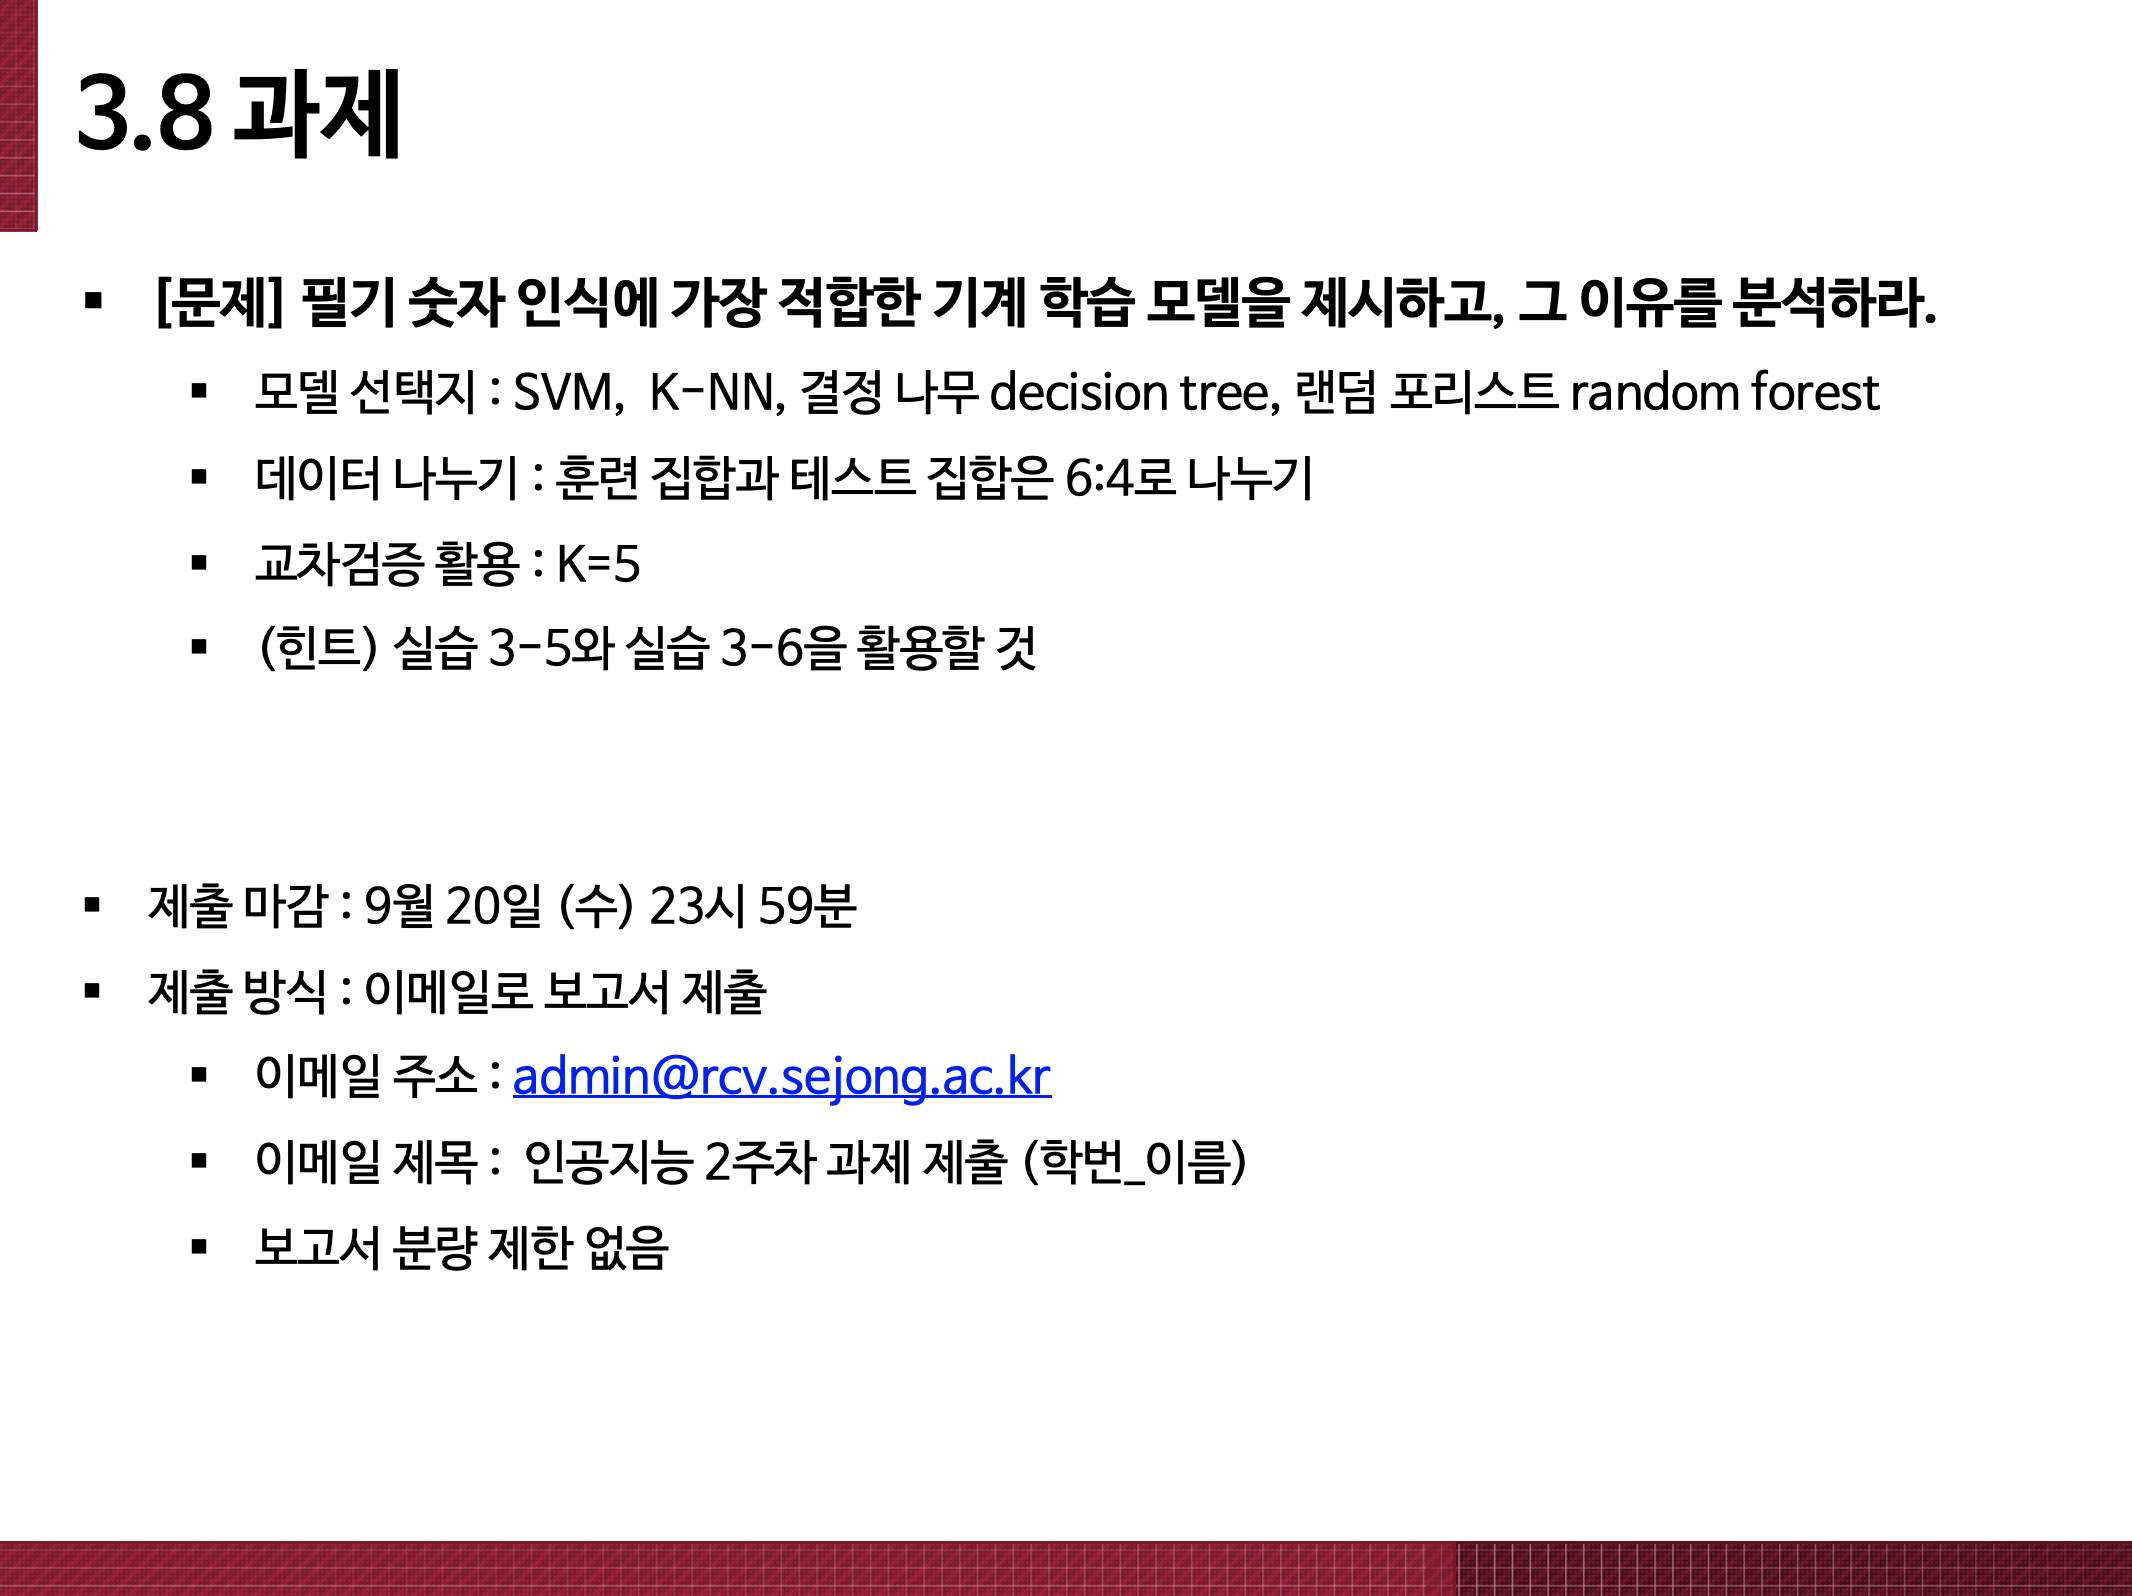 3.8 과제
▪ [문제] 필기 숫자 인식에 가장 적합한 기계 학습 모델을 제시하고, 그 이유를 분석하라.
▪ 모델 선택지 : SVM, K-NN, 결정 나무 decision tree, 랜덤 포리스트 random forest
▪ 데이터 나누기 : 훈련 집합과 테스트 집합은 6:4로 나누기
▪ 교차검증 활용 : K=5
▪ (힌트) 실습 3-5와 실습 3-6을 활용할 것
▪ 제출 마감 : 9월 20일 (수) 23시 59분
▪ 제출 방식 : 이메일로 보고서 제출
▪ 이메일 주소 : admin@rcv.sejong.ac.kr
▪ 이메일 제목 : 인공지능 2주차 과제 제출 (학번_이름)
▪ 보고서 분량 제한 없음